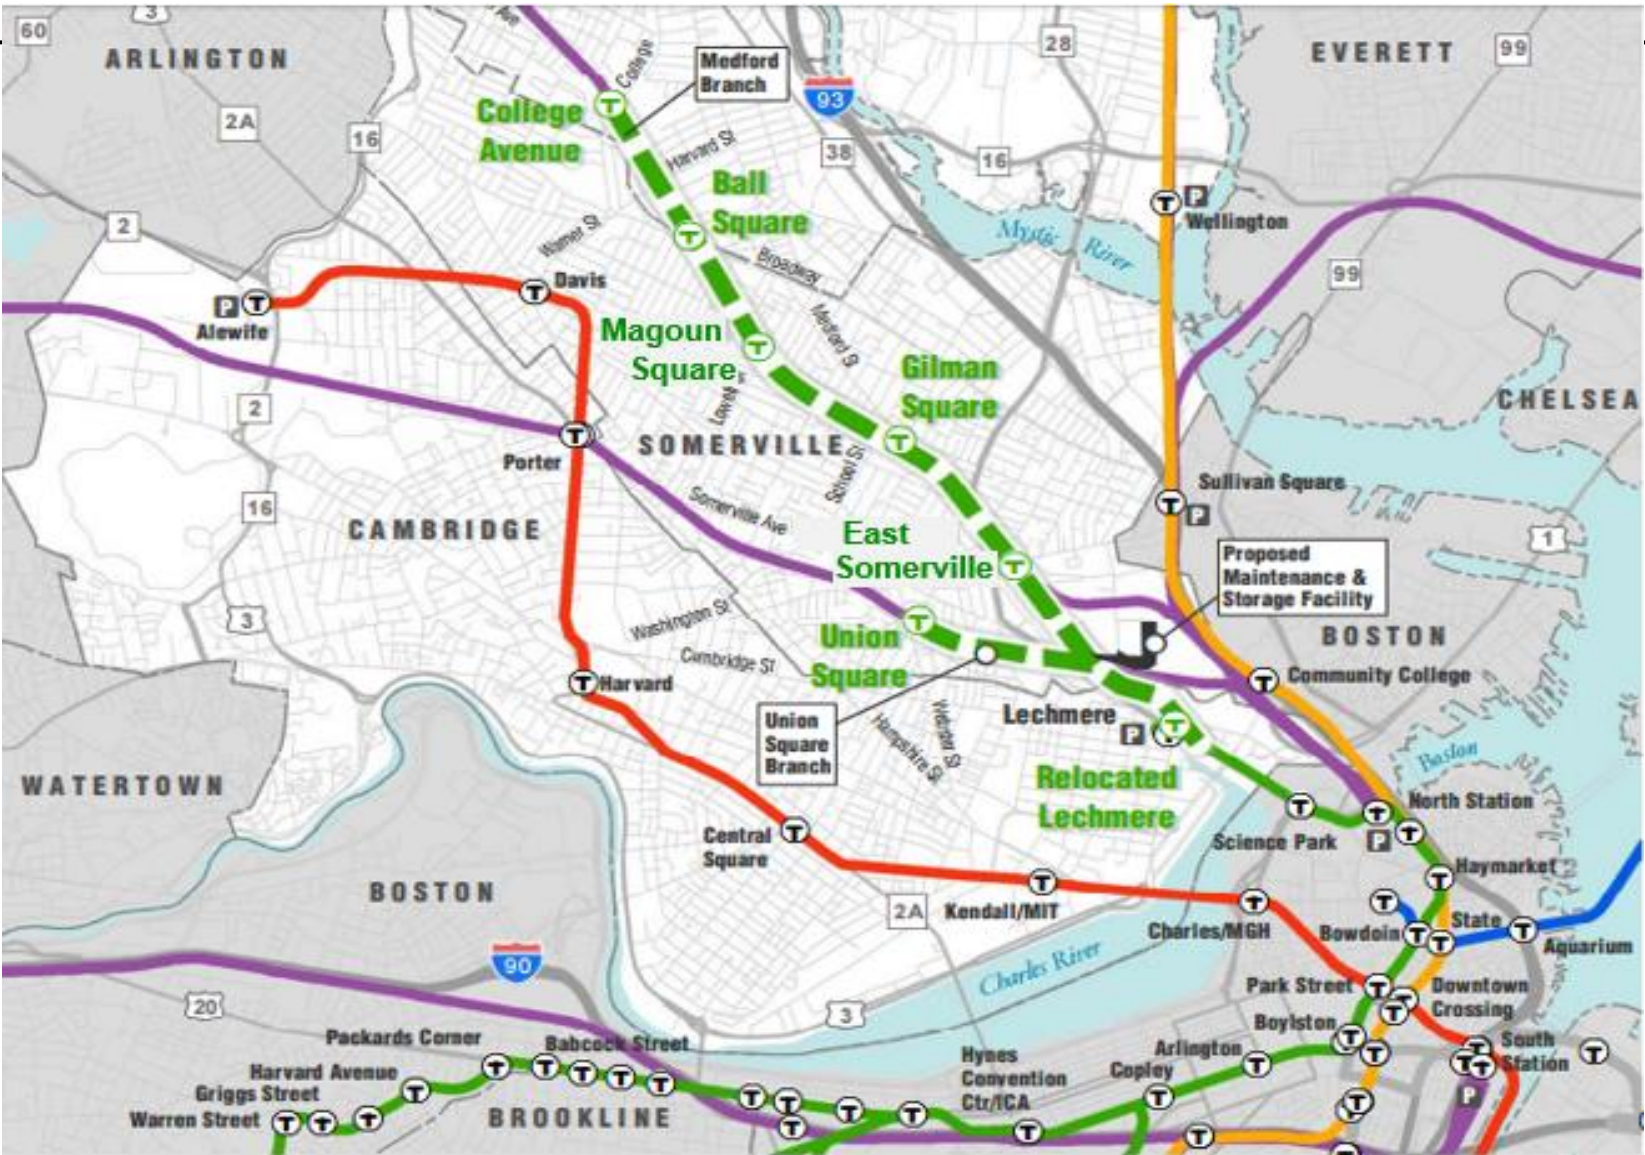 3
60
ARLINGTON
2A
16
Ave
College
Medford
Branch
93
28
EVERETT
99
College
Avenue
Harvard St
38
16
Ball
Square
P
T
Wellington
2
Warner St
Broadway
Mystic River
99
P
T
Alewife
T
Davis
Magoun
Square
Medford St
Gilman
Square
CHELSEA
2
T
Porter
SOMERVILLE
School St
Sullivan Square
T
P
16
CAMBRIDGE
Somerville Ave
East
Somerville
Proposed
Maintenance &
Storage Facility
1
3
Washington St
Cambridge St
Union
Square
BOSTON
T
Harvard
T
Community College
Union
Square
Branch
Webster St
Hampshire St
Lechmere
P
T
Boston
WATERTOWN
Relocated
Lechmere
North Station
Science Park
P
Central
Square
T
Haymarket
BOSTON
2A
Kendall/MIT
Charles/MGH
Bowdoin
State
Aquarium
90
Charles River
20
3
Park Street
Downtown
Crossing
Boylston
South
Station
P
Packards Corner
Babcock Street
Harvard Avenue
Griggs Street
Warren Street
BROOKLINE
Hynes
Convention
Ctr/ICA
Copley
Arlington